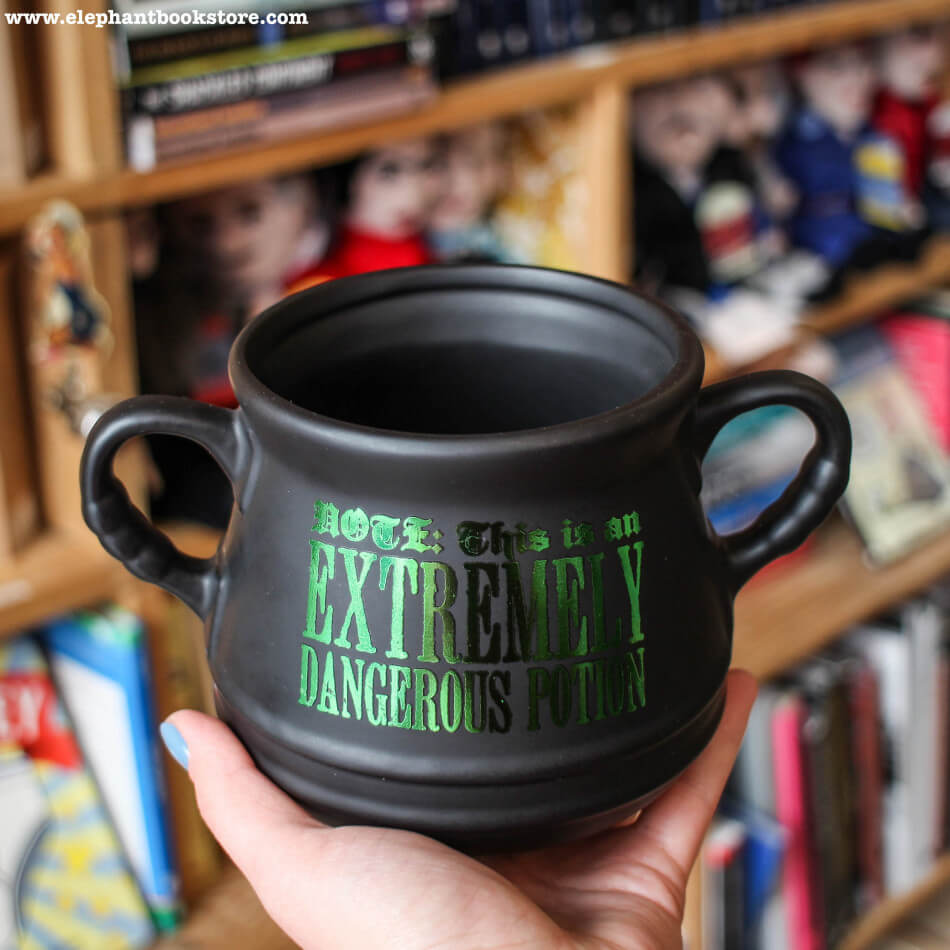 www.elephantbookstore.com
NOTE: This is an
EXTREMELY
DANGEROUS POTION